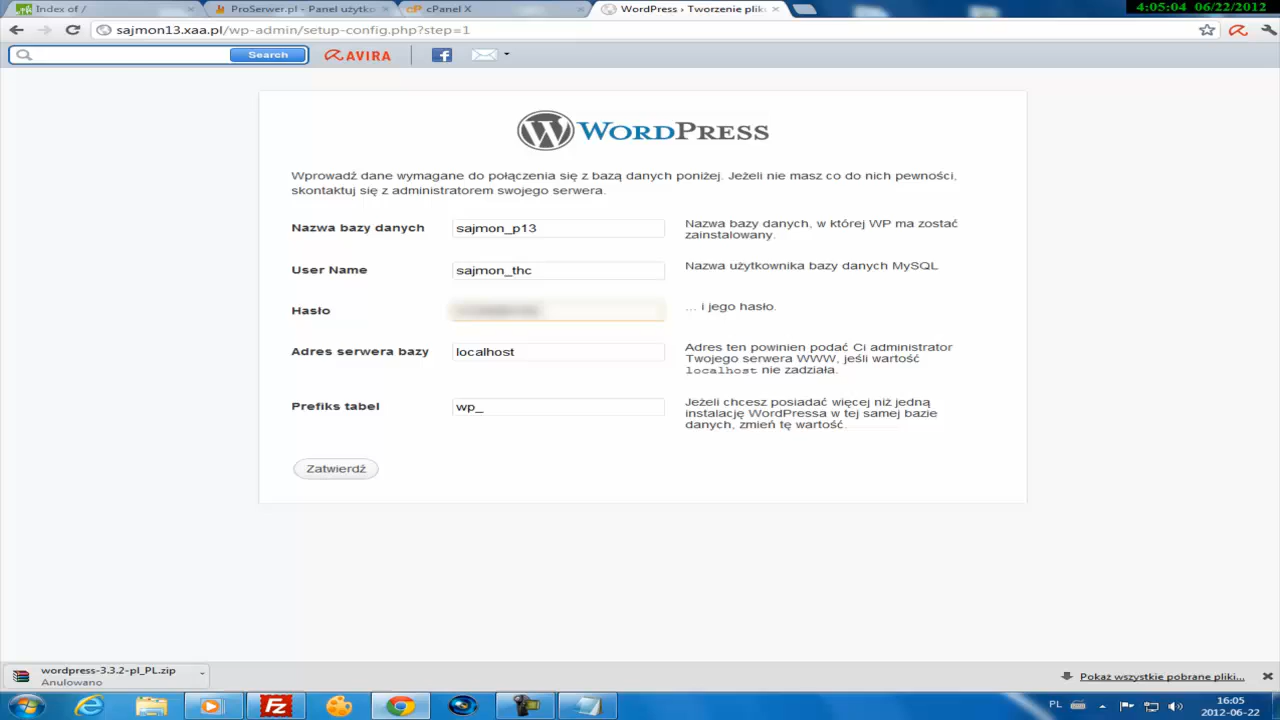 4:05:04 06/22/2012
Index of /
ProSerwer.pl - Panel użytko
cPanel X
WordPress › Tworzenie pliku
sajmon13.xaa.pl/wp-admin/setup-config.php?step=1
Search
AVIRA
WORDPRESS
Wprowadź dane wymagane do połączenia się z bazą danych poniżej. Jeżeli nie masz co do nich pewności,
skontaktuj się z administratorem swojego serwera.
Nazwa bazy danych
sajmon_p13
Nazwa bazy danych, w której WP ma zostać
zainstalowany.
User Name
sajmon_thc
Nazwa użytkownika bazy danych MySQL
Hasło
... i jego hasło.
Adres serwera bazy
localhost
Adres ten powinien podać Ci administrator
Twojego serwera WWW, jeśli wartość
localhost nie zadziała.
Prefiks tabel
wp_
Jeżeli chcesz posiadać więcej niż jedną
instalację WordPressa w tej samej bazie
danych, zmień tę wartość.
Zatwierdź
wordpress-3.3.2-pl_PL.zip
Anulowano
Pokaż wszystkie pobrane pliki...
PL
16:05
2012-06-22